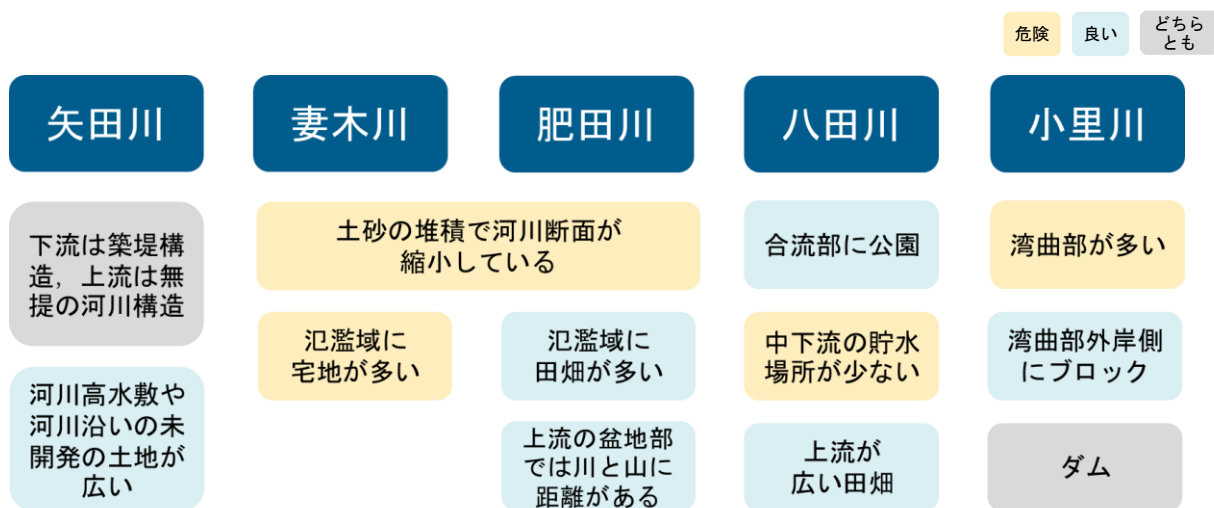 危険
良い
どちら
とも
矢田川
妻木川
肥田川
八田川
小里川
下流は築堤構
造，上流は無
提の河川構造
河川高水敷や
河川沿いの未
開発の土地が
広い
土砂の堆積で河川断面が
縮小している
氾濫域に
宅地が多い
氾濫域に
田畑が多い
上流の盆地部
では川と山に
距離がある
合流部に公園
中下流の貯水
場所が少ない
上流が
広い田畑
湾曲部が多い
湾曲部外岸側
にブロック
ダム